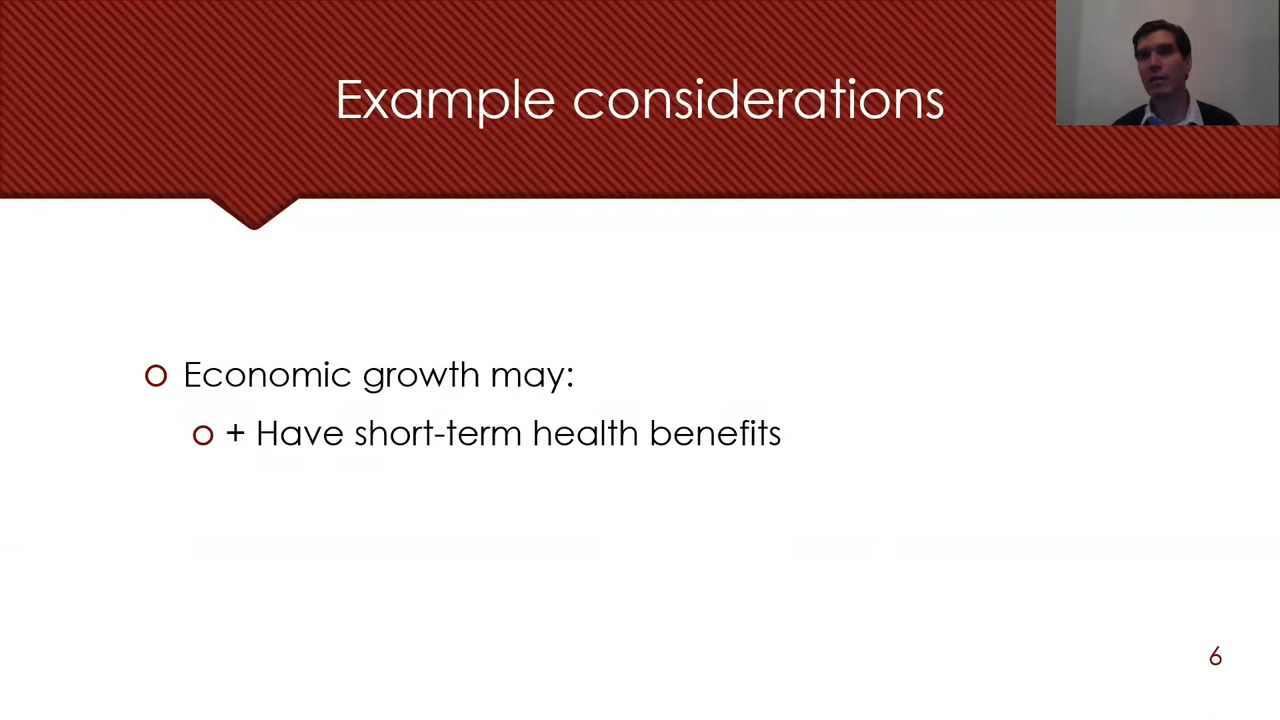 Example considerations
Economic growth may:
+ Have short-term health benefits
6